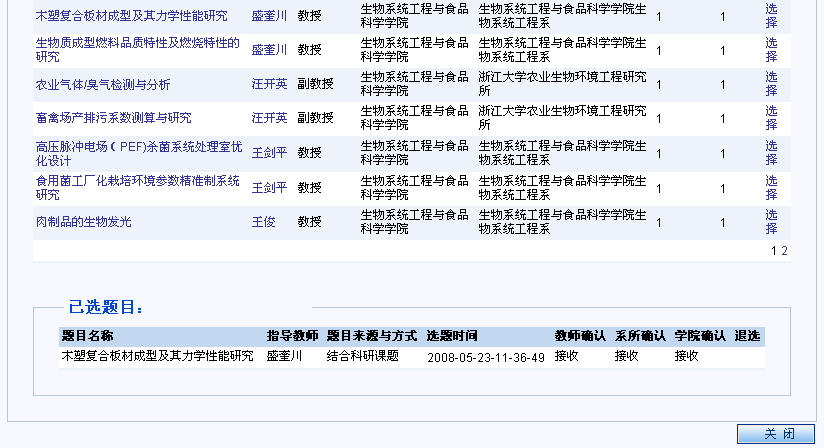 木塑复合板材成型及其力学性能研究 盛奎川 教授 生物系统工程与食品科学学院 生物系统工程与食品科学学院生物系统工程系 1 1 选择
生物质成型燃料品质特性及燃烧特性的研究 盛奎川 教授 生物系统工程与食品科学学院 生物系统工程与食品科学学院生物系统工程系 1 1 选择
农业气体/臭气检测与分析 汪开英 副教授 生物系统工程与食品科学学院 浙江大学农业生物环境工程研究所 1 1 选择
畜禽场产排污系数测算与研究 汪开英 副教授 生物系统工程与食品科学学院 浙江大学农业生物环境工程研究所 1 1 选择
高压脉冲电场（PEF)杀菌系统处理室优化设计 王剑平 教授 生物系统工程与食品科学学院 生物系统工程与食品科学学院生物系统工程系 1 1 选择
食用菌工厂化栽培环境参数精准制系统研究 王剑平 教授 生物系统工程与食品科学学院 生物系统工程与食品科学学院生物系统工程系 1 1 选择
肉制品的生物发光 王俊 教授 生物系统工程与食品科学学院 生物系统工程与食品科学学院生物系统工程系 1 1 选择
1 2
已选题目：
题目名称 指导教师 题目来源与方式 选题时间 教师确认 系所确认 学院确认 退选
木塑复合板材成型及其力学性能研究 盛奎川 结合科研课题 2008-05-23-11-36-49 接收 接收 接收
关 闭